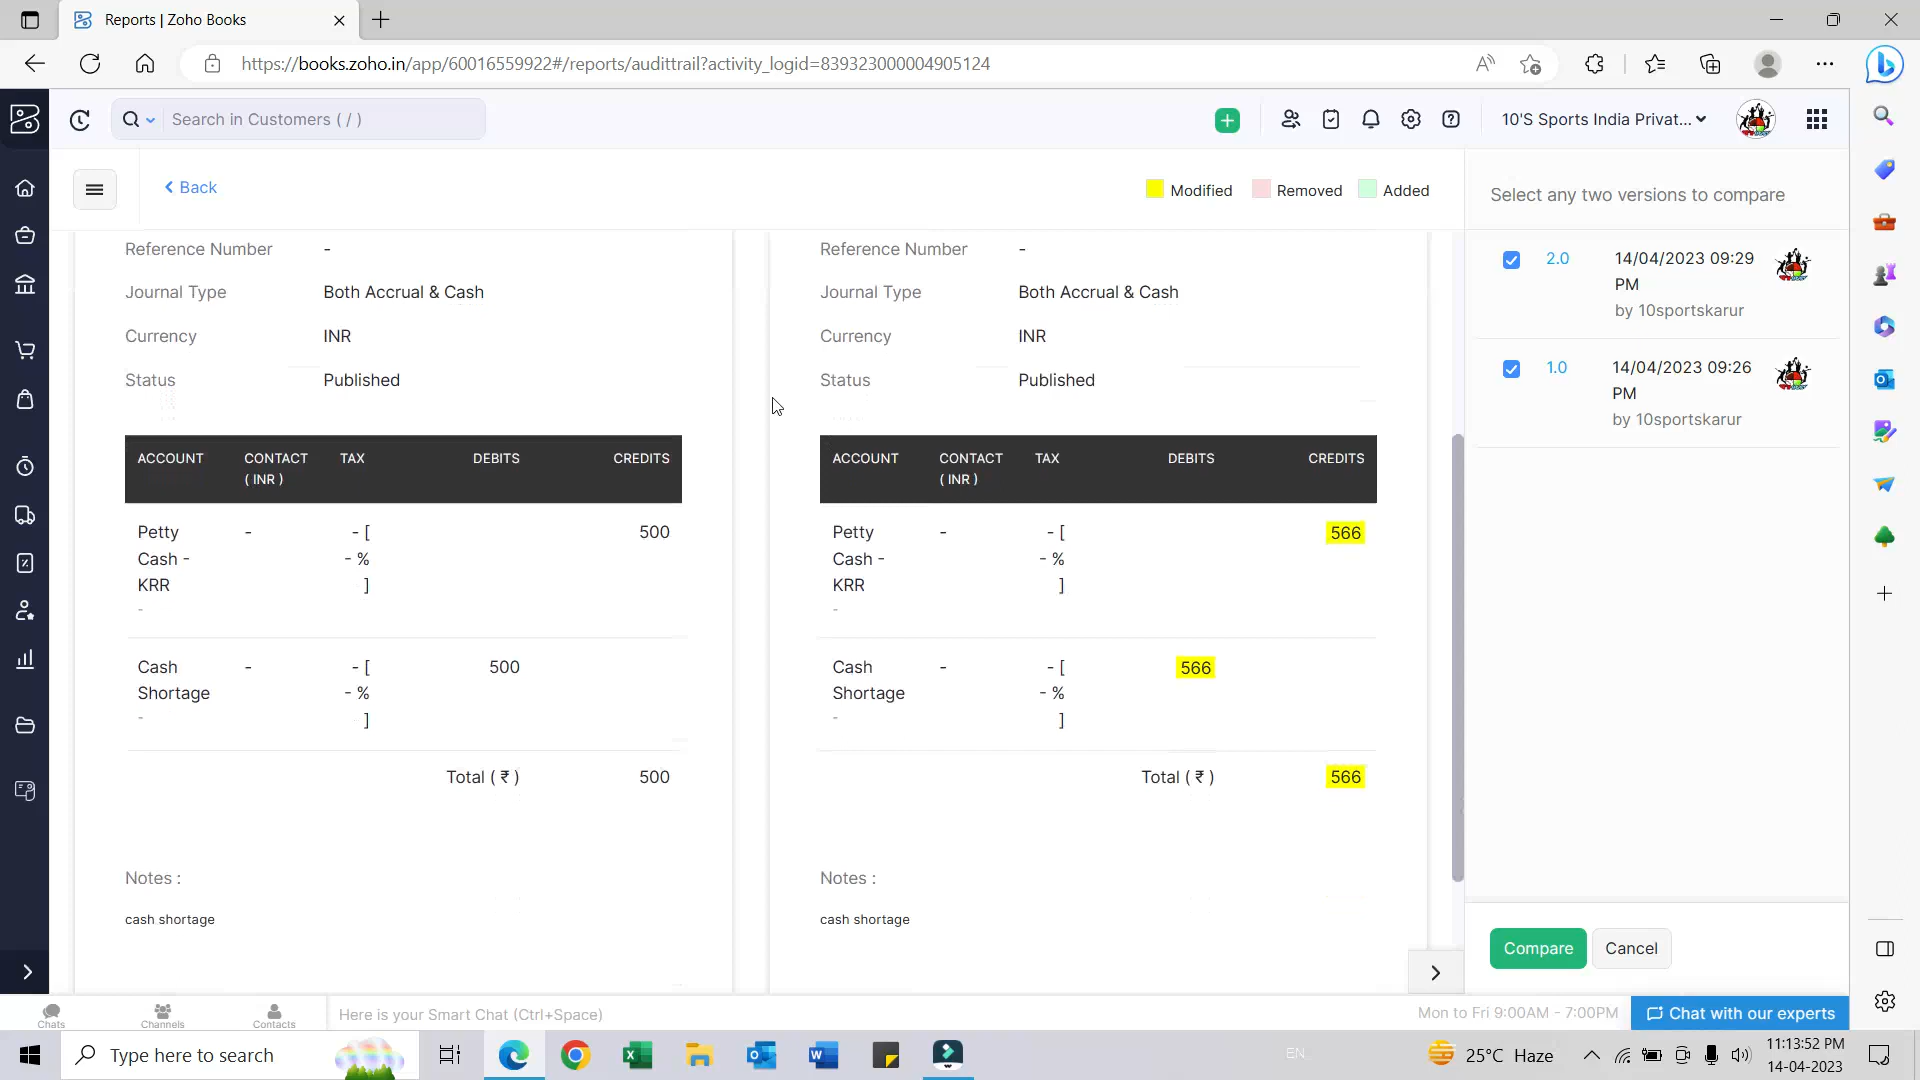 Reports | Zoho Books
https://books.zoho.in/app/60016559922#/reports/audittrail?activity_logid=839323000004905124
Search in Customers ( / )
10'S Sports India Privat...
Back
Modified
Removed
Added
Select any two versions to compare
Reference Number -
Journal Type Both Accrual & Cash
Currency INR
Status Published
ACCOUNT CONTACT TAX DEBITS CREDITS
( INR )
Petty - - [ 500
Cash - - %
KRR ]
-
Cash - - [ 500
Shortage - %
- ]
Total ( ₹ ) 500
Notes :
cash shortage
Reference Number -
Journal Type Both Accrual & Cash
Currency INR
Status Published
ACCOUNT CONTACT TAX DEBITS CREDITS
( INR )
Petty - - [ 566
Cash - - %
KRR ]
-
Cash - - [ 566
Shortage - %
- ]
Total ( ₹ ) 566
Notes :
cash shortage
2.0 14/04/2023 09:29
PM
by 10sportskarur
1.0 14/04/2023 09:26
PM
by 10sportskarur
Compare
Cancel
Chats
Channels
Contacts
Here is your Smart Chat (Ctrl+Space)
Mon to Fri 9:00AM - 7:00PM
Chat with our experts
Type here to search
EN
25°C Haze
11:13:52 PM
14-04-2023